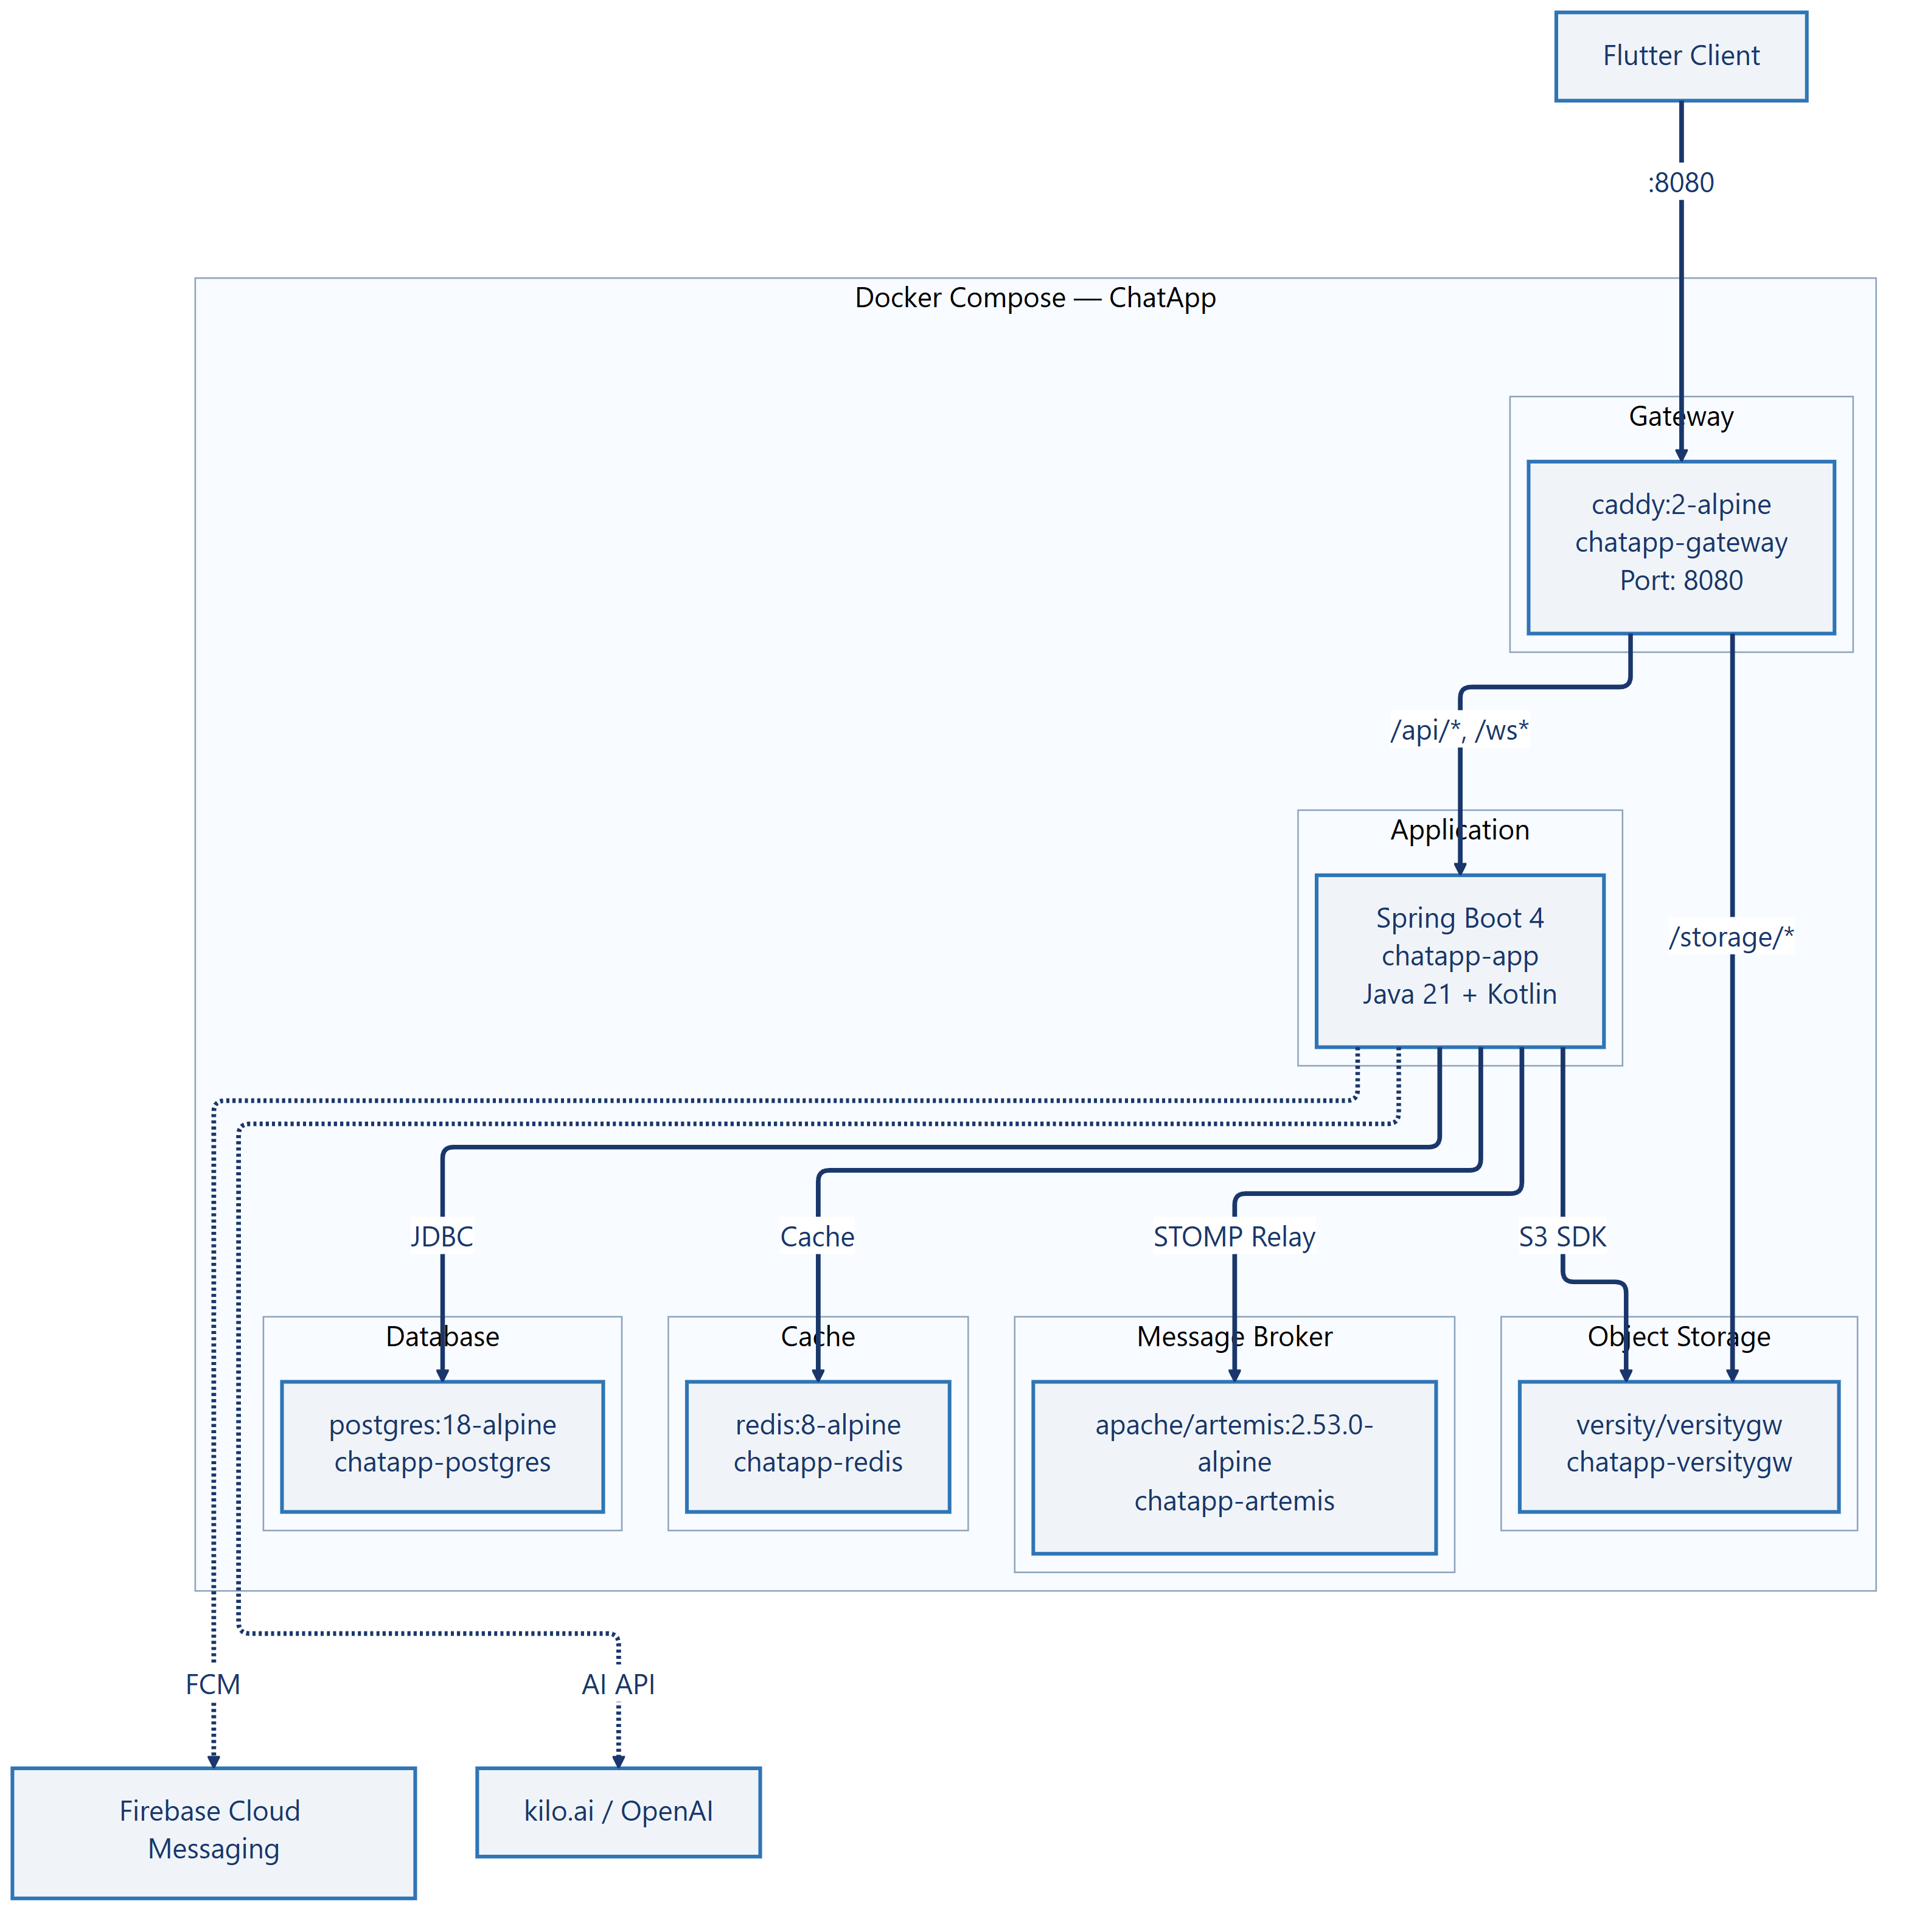 Flutter Client
:8080
Docker Compose — ChatApp
Gateway
caddy:2-alpine
chatapp-gateway
Port: 8080
/api/*, /ws*
Application
Spring Boot 4
chatapp-app
Java 21 + Kotlin
/storage/*
JDBC
Cache
STOMP Relay
S3 SDK
Database
postgres:18-alpine
chatapp-postgres
Cache
redis:8-alpine
chatapp-redis
Message Broker
apache/artemis:2.53.0-
alpine
chatapp-artemis
Object Storage
versity/versitygw
chatapp-versitygw
FCM
AI API
Firebase Cloud
Messaging
kilo.ai / OpenAI